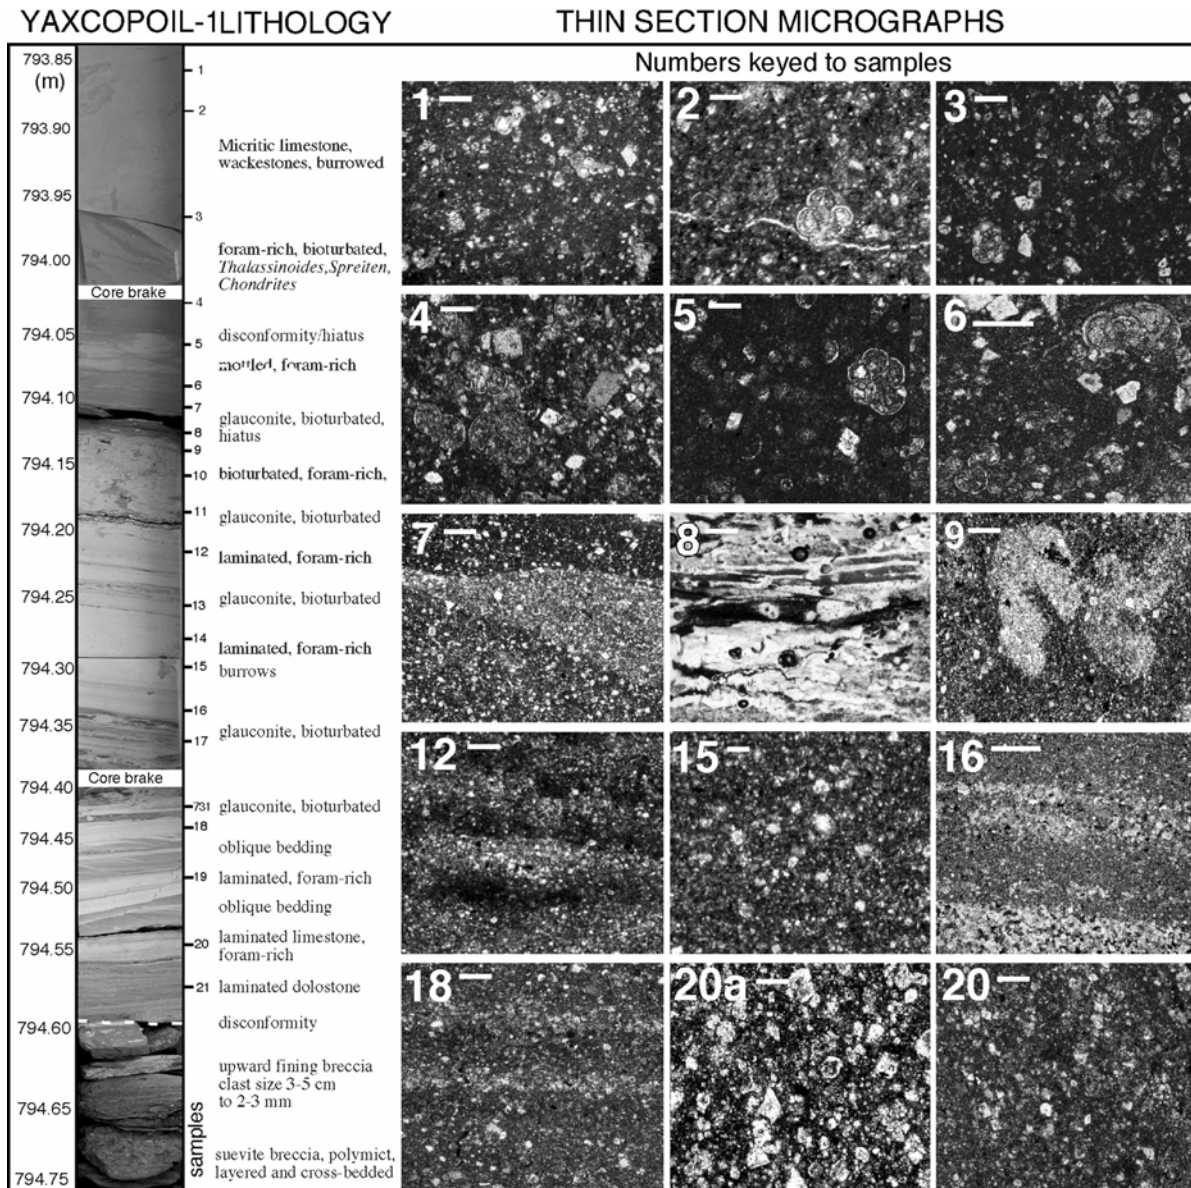 YAXCOPOIL-1LITHOLOGY
THIN SECTION MICROGRAPHS
Numbers keyed to samples
793.85
(m)
793.90
793.95
794.00
794.05
794.10
794.15
794.20
794.25
794.30
794.35
794.40
794.45
794.50
794.55
794.60
794.65
794.75
Core brake
Core brake
1
2
3
4
5
6
7
8
9
10
11
12
13
14
15
16
17
731
18
19
20
21
samples
Micritic limestone,
wackestones, burrowed
foram-rich, bioturbated,
Thalassinoides,Spreiten,
Chondrites
disconformity/hiatus
mottled, foram-rich
glauconite, bioturbated,
hiatus
bioturbated, foram-rich,
glauconite, bioturbated
laminated, foram-rich
glauconite, bioturbated
laminated, foram-rich
burrows
glauconite, bioturbated
glauconite, bioturbated
oblique bedding
laminated, foram-rich
oblique bedding
laminated limestone,
foram-rich
laminated dolostone
disconformity
upward fining breccia
clast size 3-5 cm
to 2-3 mm
suevite breccia, polymict,
layered and cross-bedded
1
2
3
4
5
6
7
8
9
12
15
16
18
20a
20